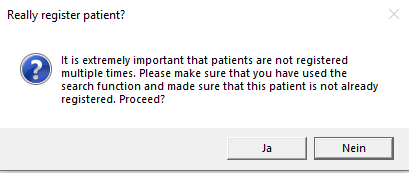 Really register patient?
It is extremely important that patients are not registered
multiple times. Please make sure that you have used the
search function and made sure that this patient is not already
registered. Proceed?
Ja
Nein